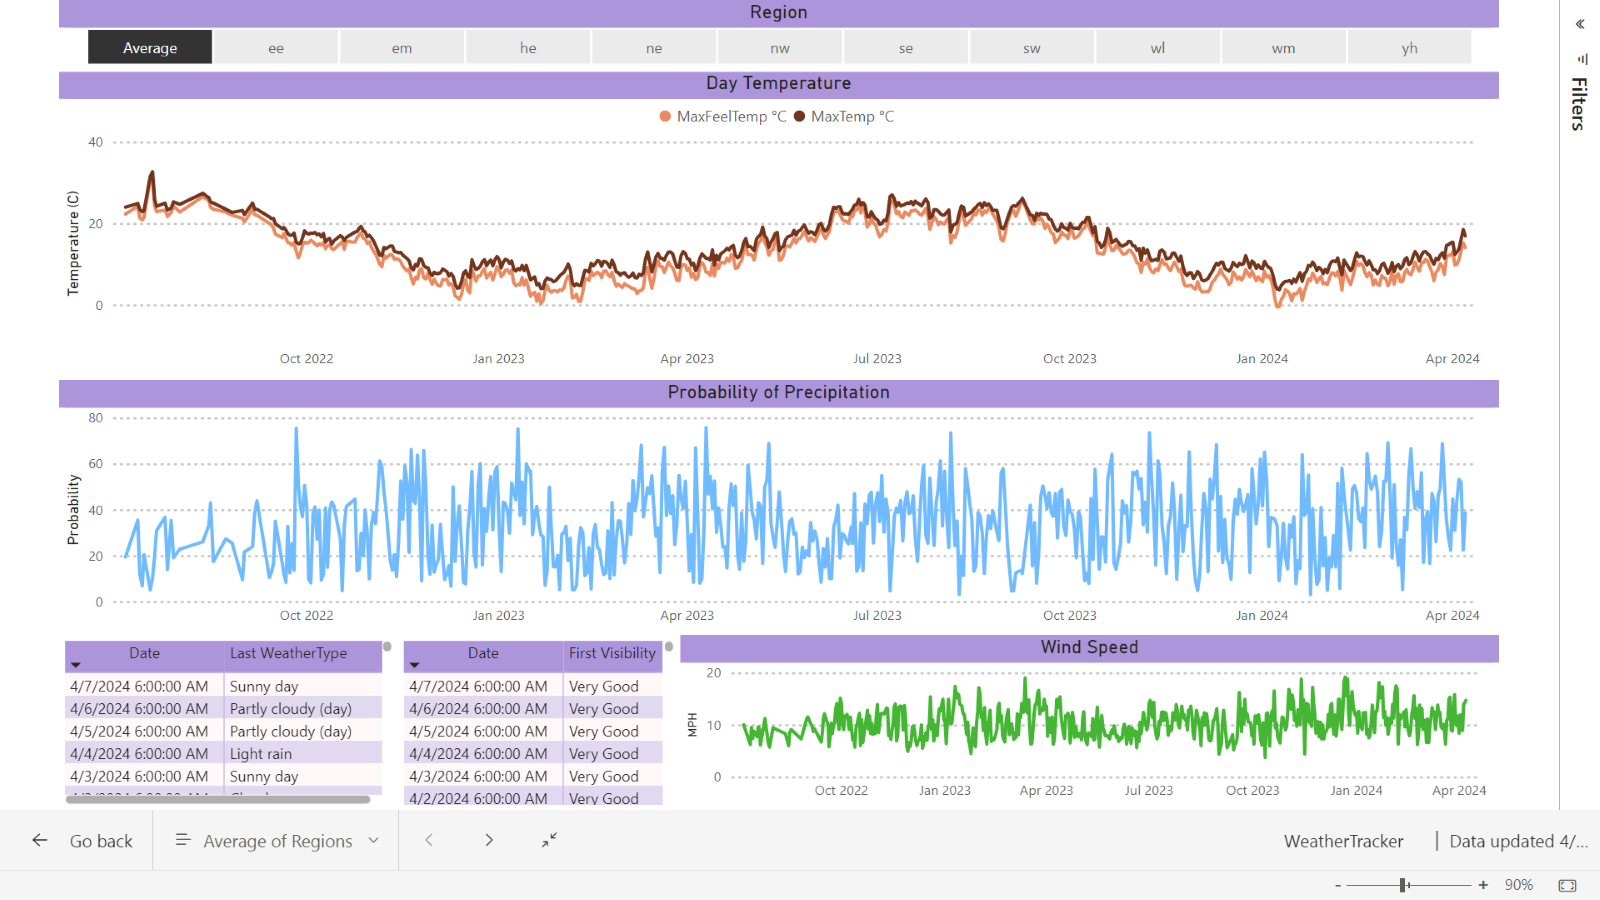 Region
Average ee em he ne nw se sw wl wm yh
Filters
Day Temperature
MaxFeelTemp °C MaxTemp °C
Temperature (C)
40
20
0
Oct 2022 Jan 2023 Apr 2023 Jul 2023 Oct 2023 Jan 2024 Apr 2024
Probability of Precipitation
Probability
80
60
40
20
0
Oct 2022 Jan 2023 Apr 2023 Jul 2023 Oct 2023 Jan 2024 Apr 2024
Date Last WeatherType
4/7/2024 6:00:00 AM Sunny day
4/6/2024 6:00:00 AM Partly cloudy (day)
4/5/2024 6:00:00 AM Partly cloudy (day)
4/4/2024 6:00:00 AM Light rain
4/3/2024 6:00:00 AM Sunny day
Date First Visibility
4/7/2024 6:00:00 AM Very Good
4/6/2024 6:00:00 AM Very Good
4/5/2024 6:00:00 AM Very Good
4/4/2024 6:00:00 AM Very Good
4/3/2024 6:00:00 AM Very Good
4/2/2024 6:00:00 AM Very Good
Wind Speed
MPH
20
10
0
Oct 2022 Jan 2023 Apr 2023 Jul 2023 Oct 2023 Jan 2024 Apr 2024
Go back
Average of Regions
WeatherTracker | Data updated 4/...
- + 90%